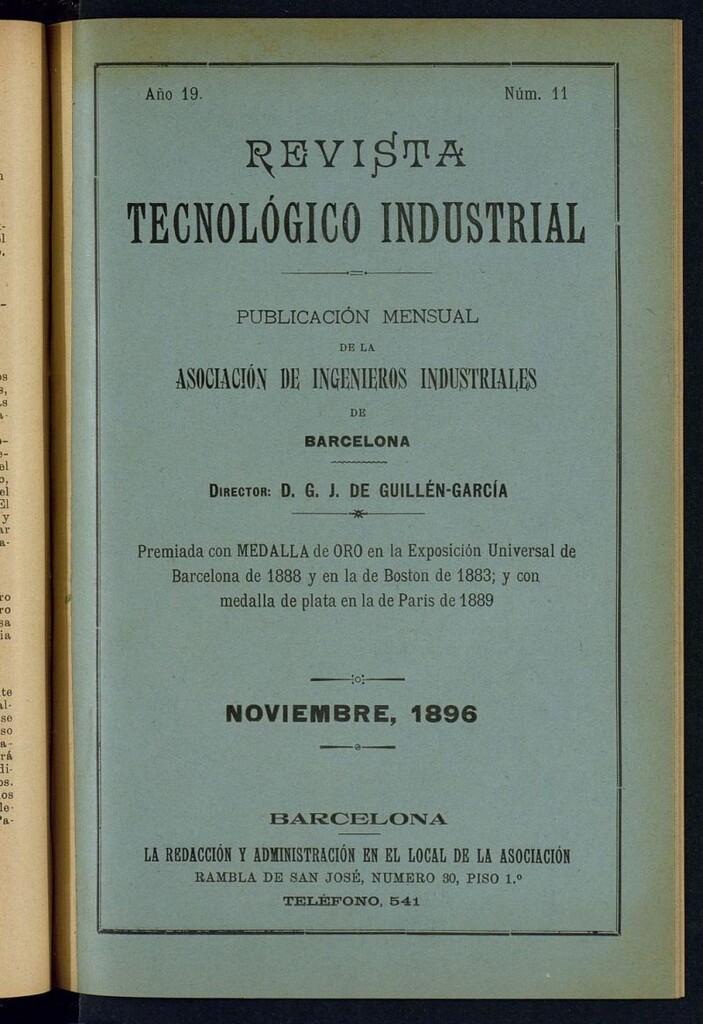 Año 19.
Núm. 11
REVISTA
TECNOLÓGICO INDUSTRIAL
PUBLICACIÓN MENSUAL
DE LA
ASOCIACIÓN DE INGENIEROS INDUSTRIALES
DE
BARCELONA
DIRECTOR: D. G. J. DE GUILLÉN-GARCÍA
Premiada con MEDALLA de ORO en la Exposición Universal de
Barcelona de 1888 y en la de Boston de 1883; y con
medalla de plata en la de Paris de 1889
NOVIEMBRE, 1896
BARCELONA
LA REDACCIÓN Y ADMINISTRACIÓN EN EL LOCAL DE LA ASOCIACIÓN
RAMBLA DE SAN JOSÉ, NUMERO 30, PISO 1.º
TELÉFONO, 541